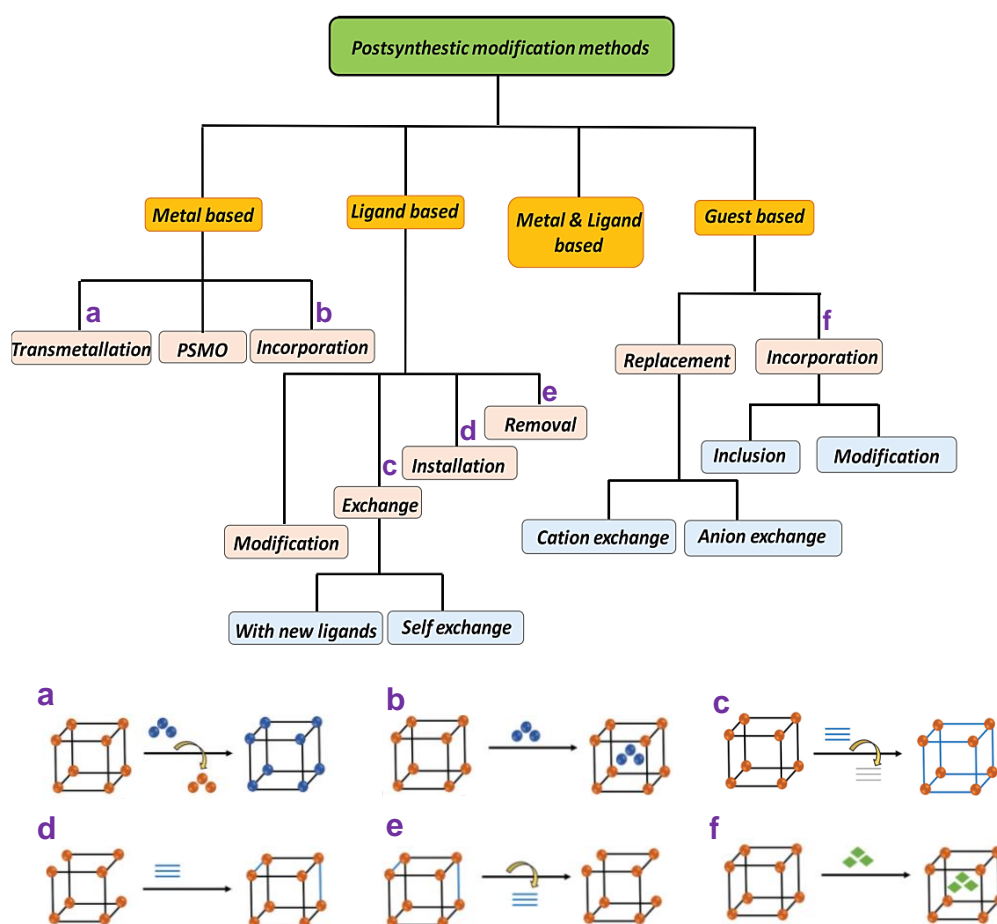 Postsynthestic modification methods
Metal based
Ligand based
Metal & Ligand
based
Guest based
a
b
f
Transmetallation
PSMO
Incorporation
Replacement
Incorporation
e
Removal
d
Installation
c
Exchange
Inclusion
Modification
Modification
Cation exchange
Anion exchange
With new ligands
Self exchange
a
b
c
d
e
f